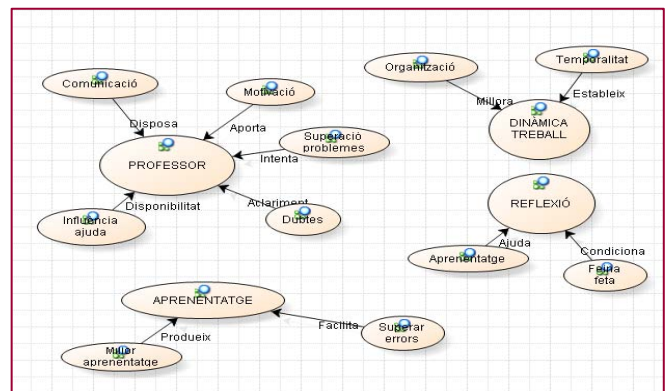 Comunicació
Disposa
Motivació
Aporta
PROFESSOR
Superació
problemes
Intenta
Influencia
ajuda
Disponibilitat
Aclariment
Dubtes
Organització
Millora
Temporalitat
Estableix
DINÀMICA
TREBALL
REFLEXIÓ
Aprenentatge
Ajuda
Condiciona
Feina
feta
APRENENTATGE
Millor
aprenentatge
Produeix
Facilita
Superar
errors